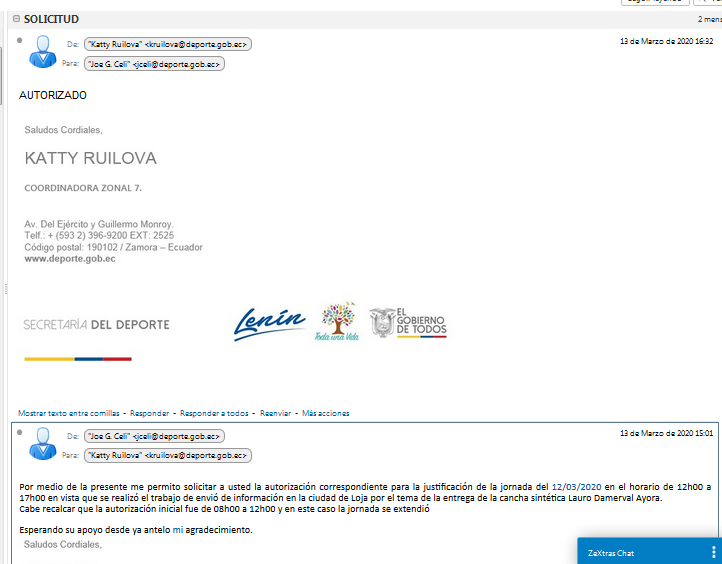 SOLICITUD
2 mens
De: "Katty Ruilova" <kruilova@deporte.gob.ec>
13 de Marzo de 2020 16:32
Para: "Joe G. Celi" <jceli@deporte.gob.ec>
AUTORIZADO
Saludos Cordiales,
KATTY RUILOVA
COORDINADORA ZONAL 7.
Av. Del Ejército y Guillermo Monroy.
Telf.: + (593 2) 396-9200 EXT: 2525
Código postal: 190102 / Zamora – Ecuador
www.deporte.gob.ec
SECRETARÍA DEL DEPORTE
Lenín
Toda una Vida
EL
GOBIERNO
DE TODOS
Mostrar texto entre comillas - Responder - Responder a todos - Reenviar - Más acciones
De: "Joe G. Celi" <jceli@deporte.gob.ec>
13 de Marzo de 2020 15:01
Para: "Katty Ruilova" <kruilova@deporte.gob.ec>
Por medio de la presente me permito solicitar a usted la autorización correspondiente para la justificación de la jornada del 12/03/2020 en el horario de 12h00 a
17h00 en vista que se realizó el trabajo de envió de información en la ciudad de Loja por el tema de la entrega de la cancha sintética Lauro Damerval Ayora.
Cabe recalcar que la autorización inicial fue de 08h00 a 12h00 y en este caso la jornada se extendió
Esperando su apoyo desde ya antelo mi agradecimiento.
Saludos Cordiales,
ZeXtras Chat